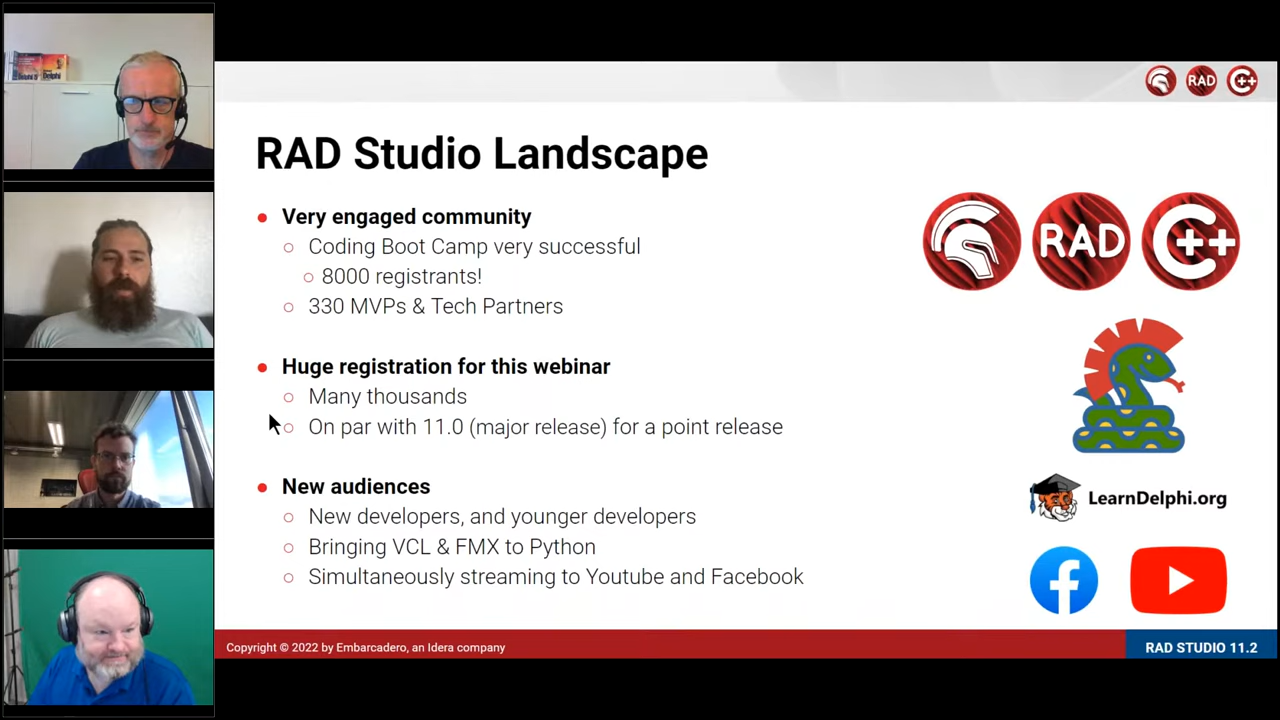 RAD
RAD Studio Landscape
Very engaged community
Coding Boot Camp very successful
8000 registrants!
330 MVPs & Tech Partners
RAD
Huge registration for this webinar
Many thousands
On par with 11.0 (major release) for a point release
New audiences
New developers, and younger developers
Bringing VCL & FMX to Python
Simultaneously streaming to Youtube and Facebook
LearnDelphi.org
Copyright © 2022 by Embarcadero, an Idera company
RAD STUDIO 11.2
Delphi